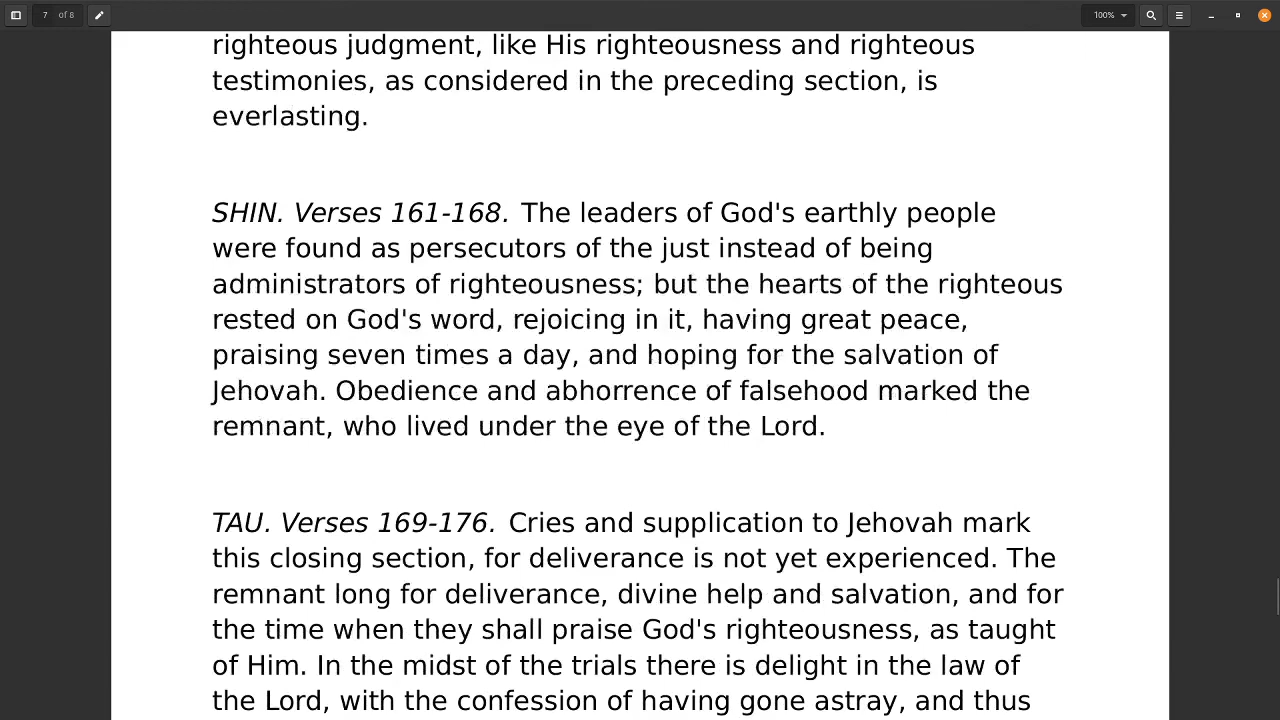 7 of 8
100%
righteous judgment, like His righteousness and righteous
testimonies, as considered in the preceding section, is
everlasting.
SHIN. Verses 161-168. The leaders of God's earthly people
were found as persecutors of the just instead of being
administrators of righteousness; but the hearts of the righteous
rested on God's word, rejoicing in it, having great peace,
praising seven times a day, and hoping for the salvation of
Jehovah. Obedience and abhorrence of falsehood marked the
remnant, who lived under the eye of the Lord.
TAU. Verses 169-176. Cries and supplication to Jehovah mark
this closing section, for deliverance is not yet experienced. The
remnant long for deliverance, divine help and salvation, and for
the time when they shall praise God's righteousness, as taught
of Him. In the midst of the trials there is delight in the law of
the Lord, with the confession of having gone astray, and thus